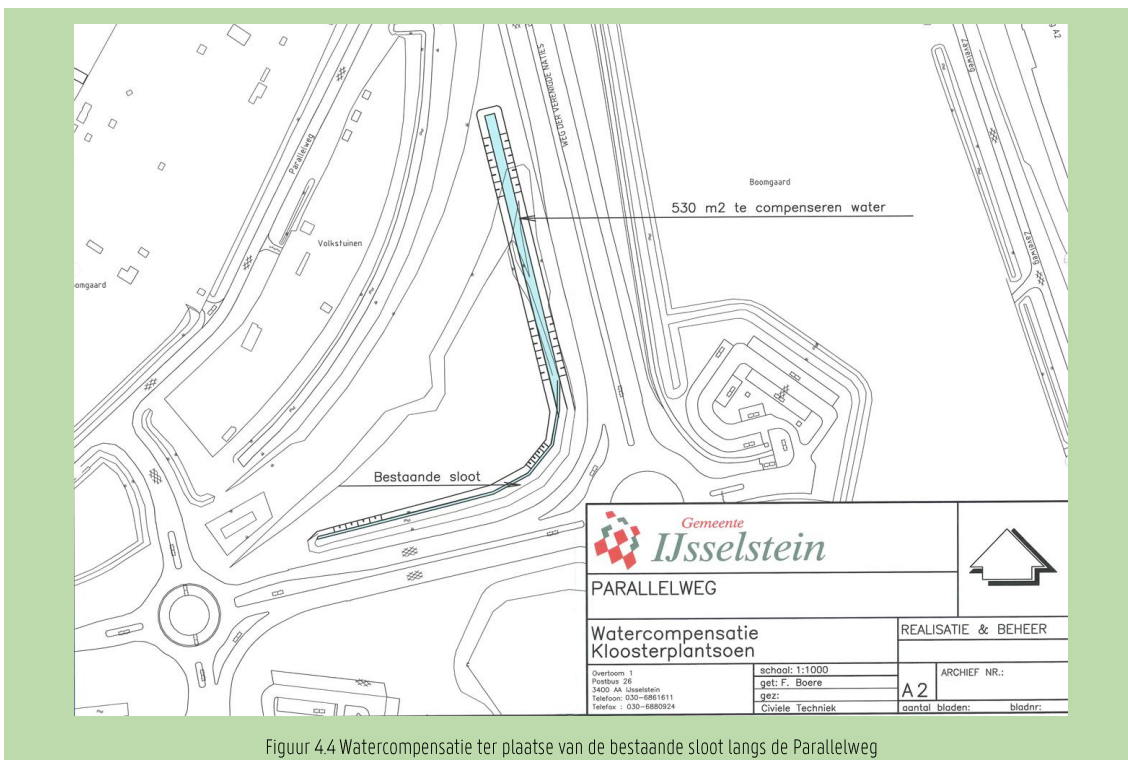 Parallelweg
WEG DER VERENIGDE NATIES
Zavelweg
A2
Boomgaard
530 m2 te compenseren water
Volkstuinen
omgaard
Zavelweg
Bestaande sloot
Gemeente
IJsselstein
PARALLELWEG
Watercompensatie
Kloosterplantsoen
REALISATIE & BEHEER
Overtoom 1
Postbus 26
3400 AA IJsselstein
Telefoon: 030-6861611
Telefax : 030-6880924
schaal: 1:1000
get: F. Boere
gez:
Civiele Techniek
A2
ARCHIEF NR.:
aantal bladen:
bladnr:
Figuur 4.4 Watercompensatie ter plaatse van de bestaande sloot langs de Parallelweg